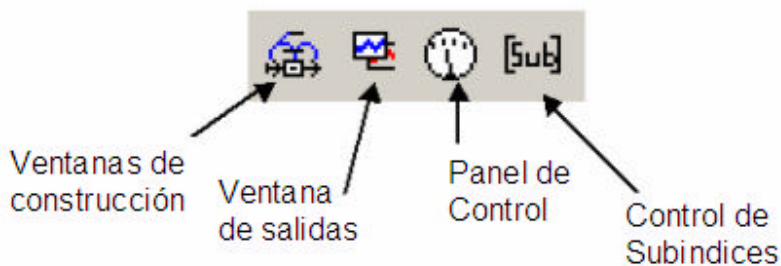 [Sub]
Ventanas de
construcción
Ventana
de salidas
Panel de
Control
Control de
Subindices